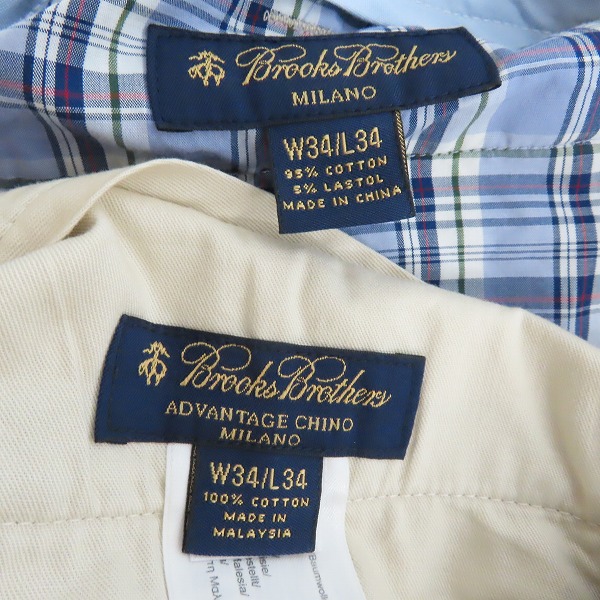 Brooks Brothers
MILANO
W34/L34
95% COTTON
5% LASTOL
MADE IN CHINA
Brooks Brothers
ADVANTAGE CHINO
MILANO
W34/L34
100% COTTON
MADE IN
MALAYSIA
Baumwolle